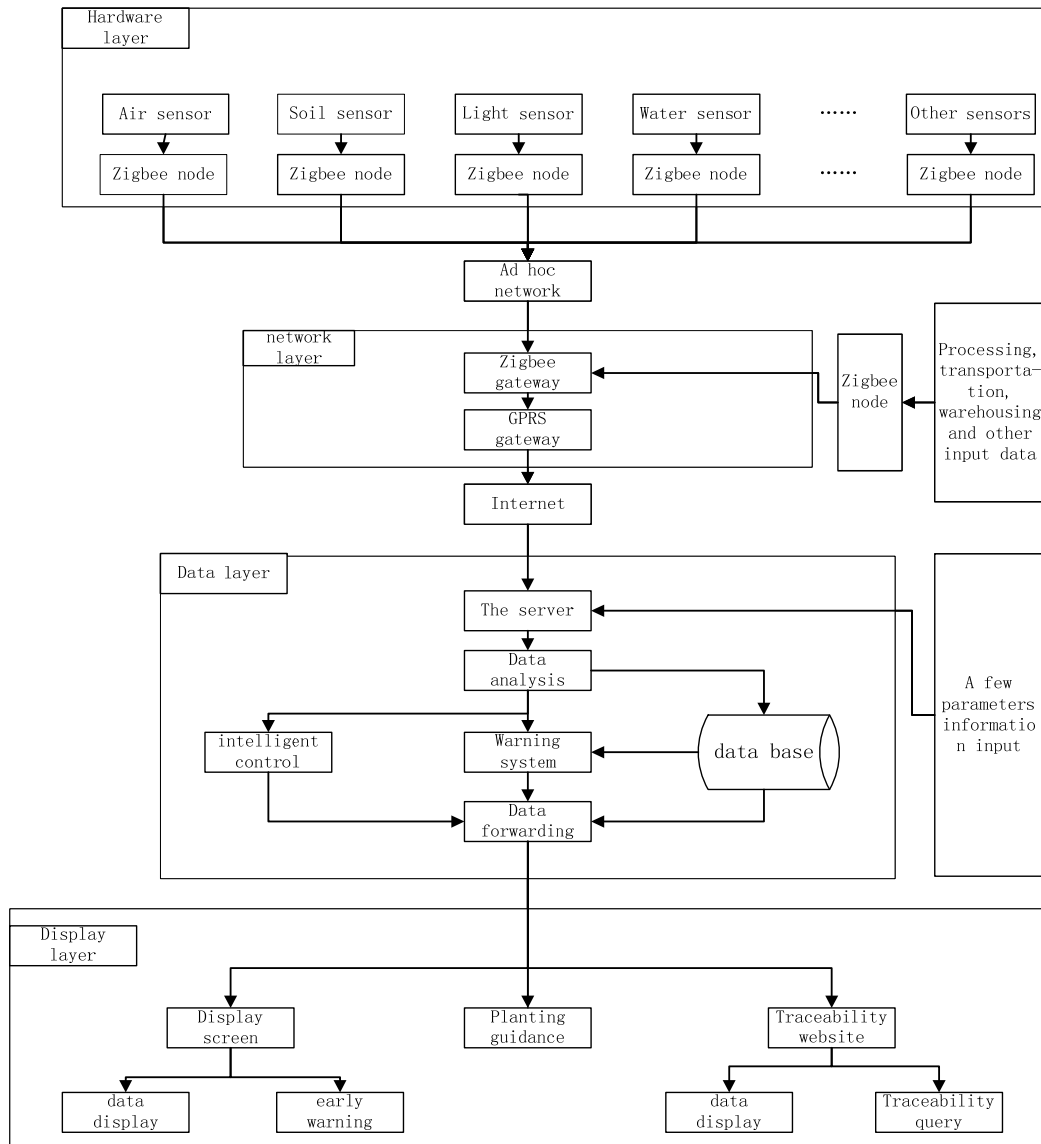 Hardware
layer
Air sensor
Soil sensor
Light sensor
Water sensor
......
Other sensors
Zigbee node
Zigbee node
Zigbee node
Zigbee node
......
Zigbee node
Ad hoc
network
network
layer
Zigbee
gateway
GPRS
gateway
Zigbee
node
Processing,
transporta-
tion,
warehousing
and other
input data
Internet
Data layer
The server
Data
analysis
intelligent
control
Warning
system
data base
Data
forwarding
A few
parameters
informatio
n input
Display
layer
Display
screen
Planting
guidance
Traceability
website
data
display
early
warning
data
display
Traceability
query